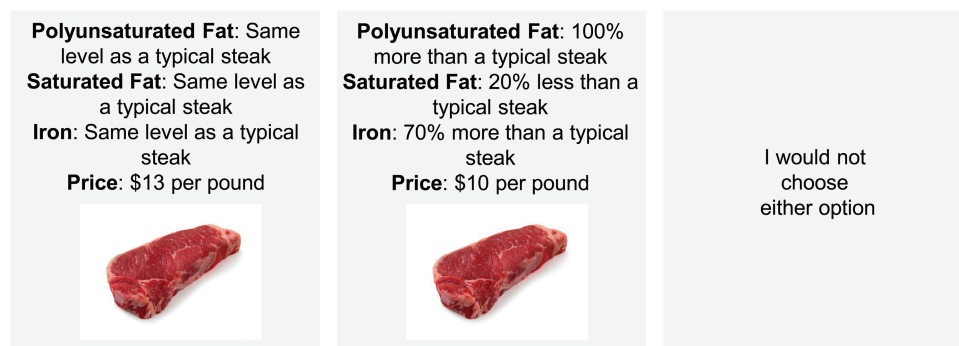 Polyunsaturated Fat: Same
level as a typical steak
Saturated Fat: Same level as
a typical steak
Iron: Same level as a typical
steak
Price: $13 per pound
Polyunsaturated Fat: 100%
more than a typical steak
Saturated Fat: 20% less than a
typical steak
Iron: 70% more than a typical
steak
Price: $10 per pound
I would not
choose
either option